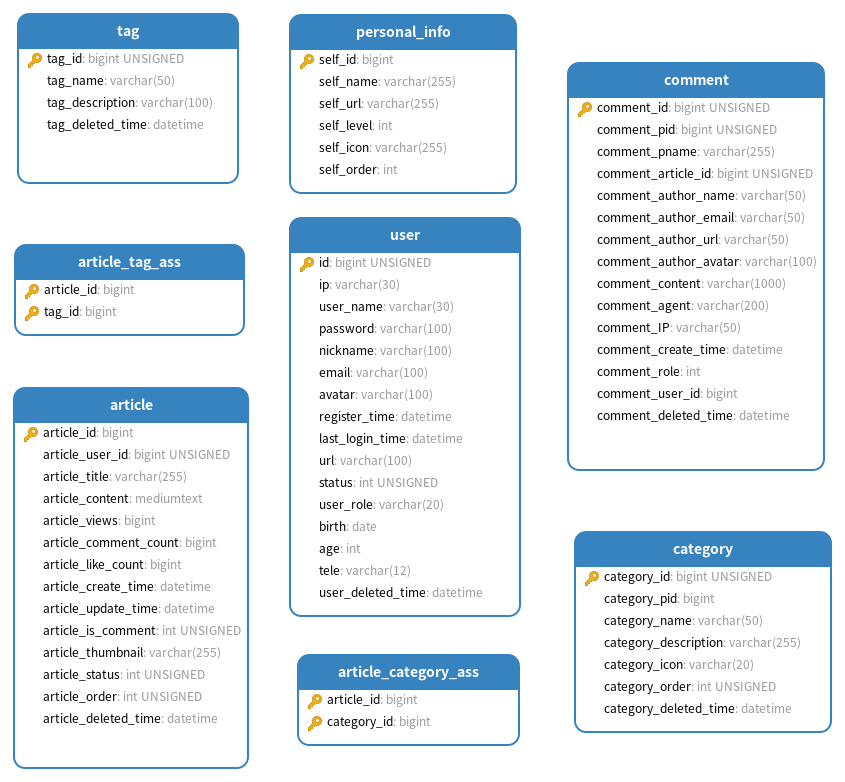 tag
tag_id: bigint UNSIGNED
tag_name: varchar(50)
tag_description: varchar(100)
tag_deleted_time: datetime
personal_info
self_id: bigint
self_name: varchar(255)
self_url: varchar(255)
self_level: int
self_icon: varchar(255)
self_order: int
comment
comment_id: bigint UNSIGNED
comment_pid: bigint UNSIGNED
comment_pname: varchar(255)
comment_article_id: bigint UNSIGNED
comment_author_name: varchar(50)
comment_author_email: varchar(50)
comment_author_url: varchar(50)
comment_author_avatar: varchar(100)
comment_content: varchar(1000)
comment_agent: varchar(200)
comment_IP: varchar(50)
comment_create_time: datetime
comment_role: int
comment_user_id: bigint
comment_deleted_time: datetime
article_tag_ass
article_id: bigint
tag_id: bigint
user
id: bigint UNSIGNED
ip: varchar(30)
user_name: varchar(30)
password: varchar(100)
nickname: varchar(100)
email: varchar(100)
avatar: varchar(100)
register_time: datetime
last_login_time: datetime
url: varchar(100)
status: int UNSIGNED
user_role: varchar(20)
birth: date
age: int
tele: varchar(12)
user_deleted_time: datetime
article
article_id: bigint
article_user_id: bigint UNSIGNED
article_title: varchar(255)
article_content: mediumtext
article_views: bigint
article_comment_count: bigint
article_like_count: bigint
article_create_time: datetime
article_update_time: datetime
article_is_comment: int UNSIGNED
article_thumbnail: varchar(255)
article_status: int UNSIGNED
article_order: int UNSIGNED
article_deleted_time: datetime
article_category_ass
article_id: bigint
category_id: bigint
category
category_id: bigint UNSIGNED
category_pid: bigint
category_name: varchar(50)
category_description: varchar(255)
category_icon: varchar(20)
category_order: int UNSIGNED
category_deleted_time: datetime